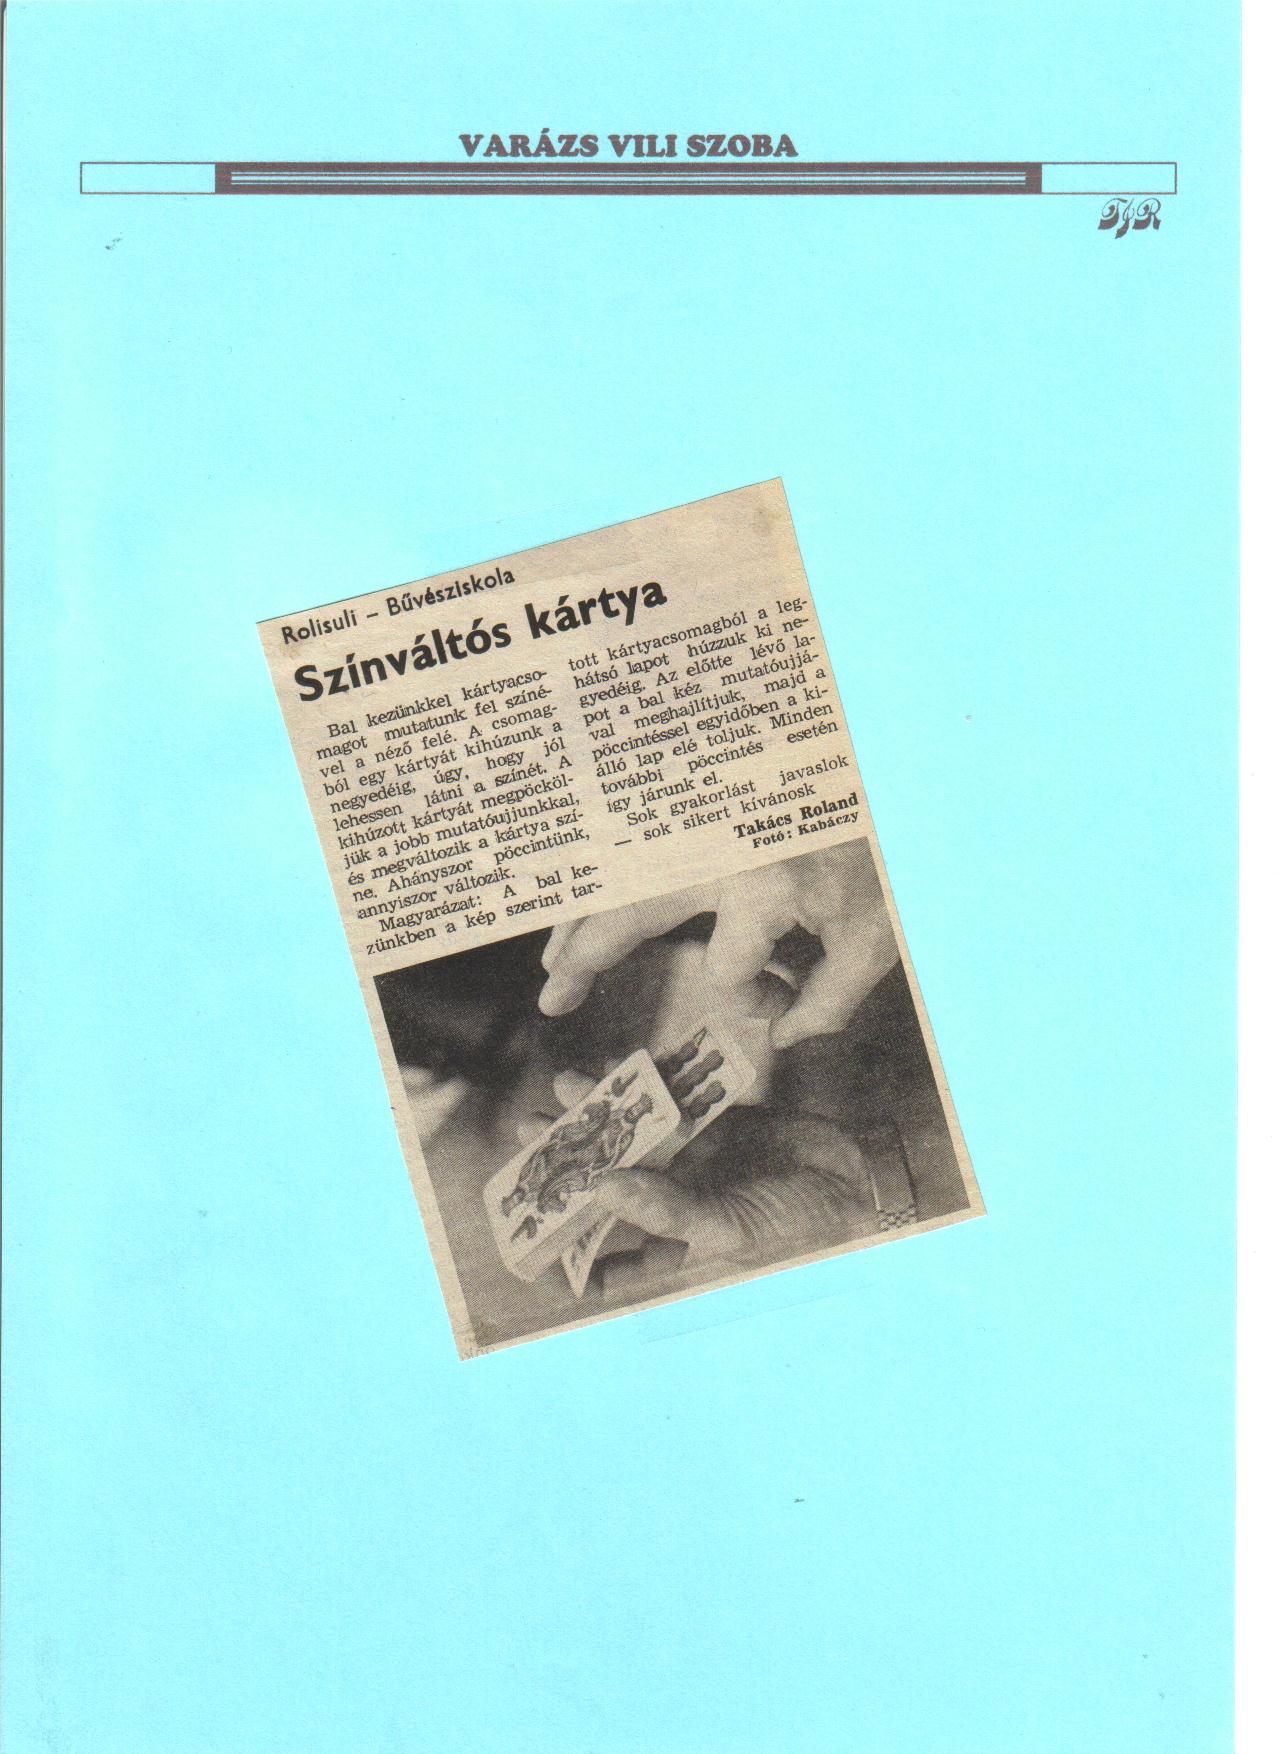 VARÁZS VILI SZOBA
TJR
Rolisuli – Bűvésziskola
Színváltós kártya
Bal kezünkkel kártyacso-
magot mutatunk fel színé-
vel a néző felé. A csomag-
ból egy kártyát kihúzunk a
negyedéig, úgy, hogy jól
lehessen látni a színét. A
kihúzott kártyát megpöcköl-
jük a jobb mutatóujjunkkal,
és megváltozik a kártya szí-
ne. Ahányszor pöccintünk,
annyiszor változik.
Magyarázat: A bal ke-
zünkben a kép szerint tar-
tott kártyacsomagból a leg-
hátsó lapot húzzuk ki ne-
gyedéig. Az előtte lévő la-
pot a bal kéz mutatóujjá-
val meghajlítjuk, majd a
pöccintéssel egyidőben a ki-
álló lap elé toljuk. Minden
további pöccintés esetén
így járunk el.
Sok gyakorlást javaslok
— sok sikert kívánok
Takács Roland
Fotó: Kabáczy